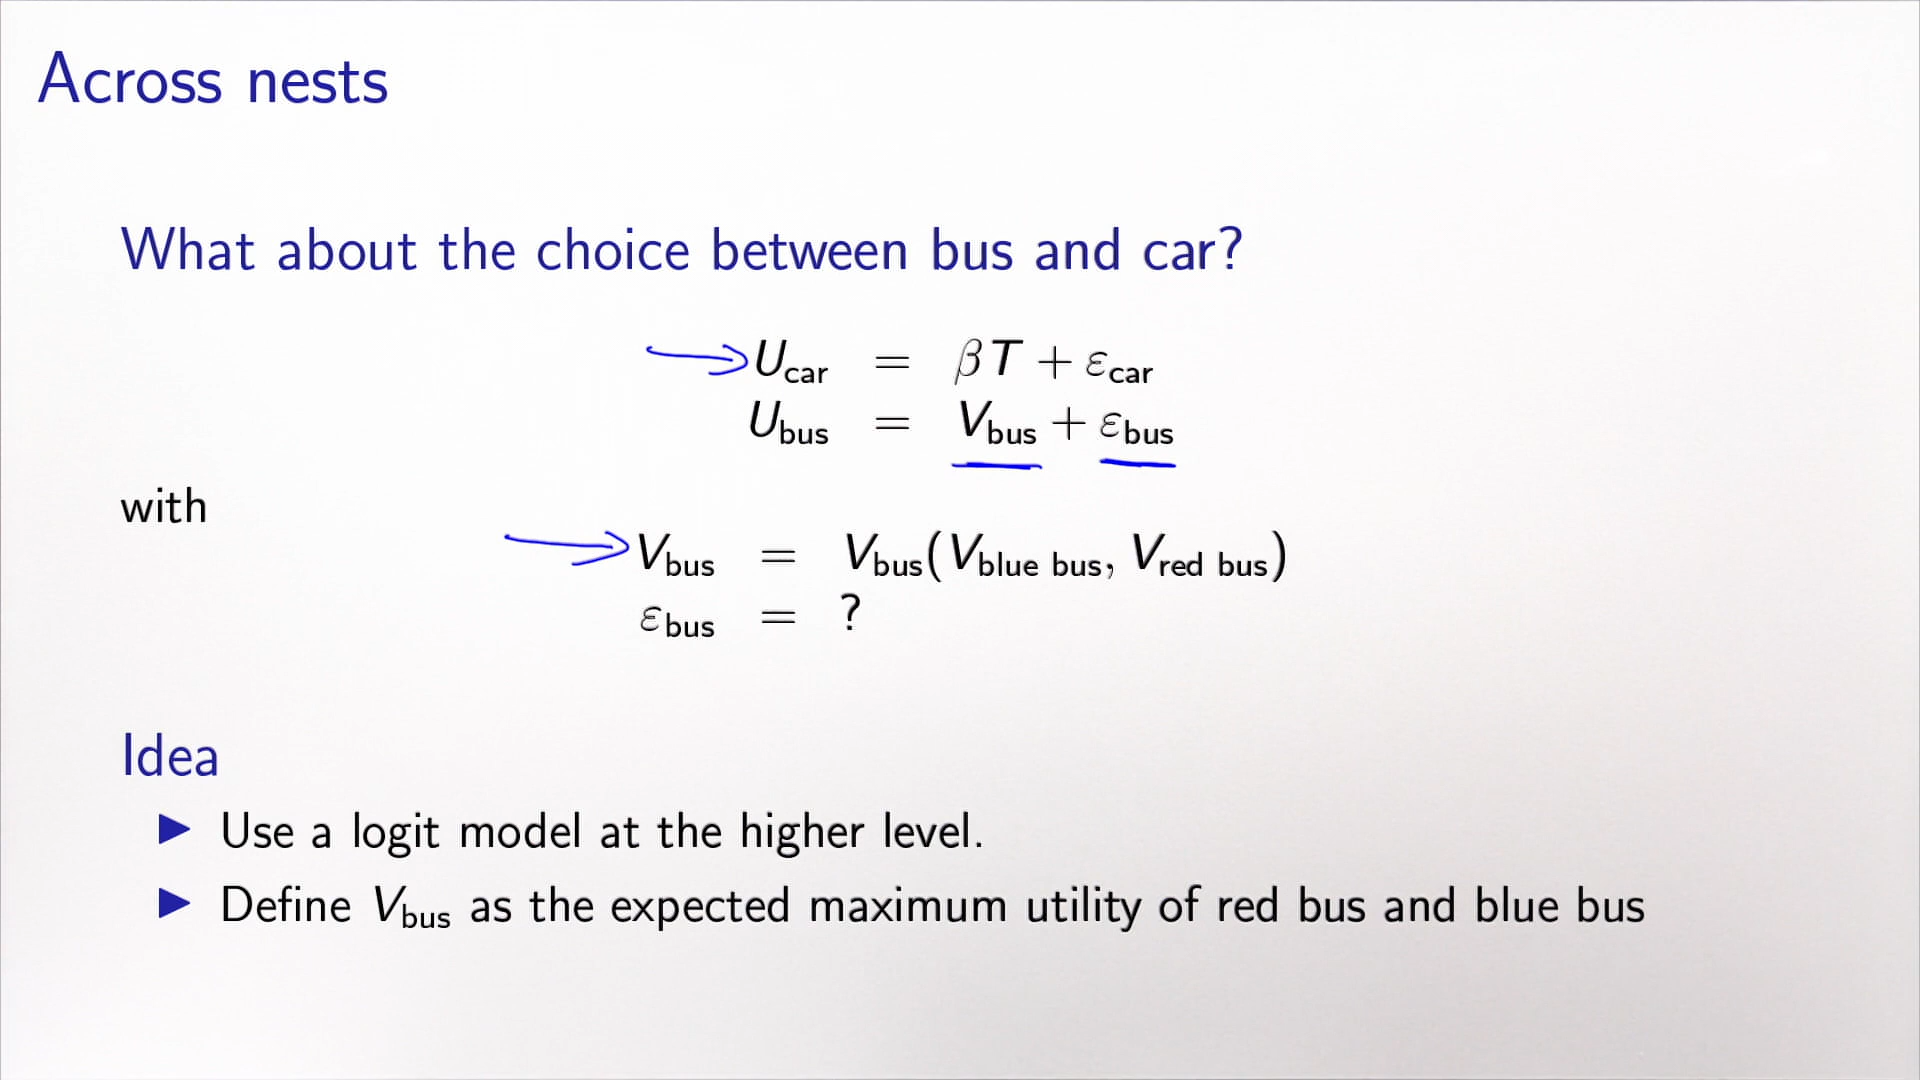 Across nests
What about the choice between bus and car?
U_car = βT + ε_car
U_bus = V_bus + ε_bus
with
V_bus = V_bus(V_blue bus, V_red bus)
ε_bus = ?
Idea
▶ Use a logit model at the higher level.
▶ Define V_bus as the expected maximum utility of red bus and blue bus